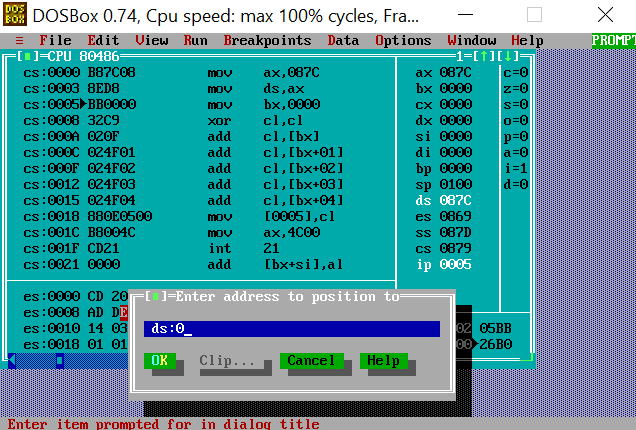 DOSBox 0.74, Cpu speed: max 100% cycles, Fra...
≡ File Edit View Run Breakpoints Data Options Window Help PROMPT
[■]=CPU 80486 1=[↑][↓]
cs:0000 B87C08 mov ax,087C ax 087C c=0
cs:0003 8ED8 mov ds,ax bx 0000 z=0
cs:0005►BB0000 mov bx,0000 cx 0000 s=0
cs:0008 32C9 xor cl,cl dx 0000 o=0
cs:000A 020F add cl,[bx] si 0000 p=0
cs:000C 024F01 add cl,[bx+01] di 0000 a=0
cs:000F 024F02 add cl,[bx+02] bp 0000 i=1
cs:0012 024F03 add cl,[bx+03] sp 0100 d=0
cs:0015 024F04 add cl,[bx+04] ds 087C
cs:0018 880E0500 mov [0005],cl es 0869
cs:001C B8004C mov ax,4C00 ss 087D
cs:001F CD21 int 21 cs 0879
cs:0021 0000 add [bx+si],al ip 0005
es:0000 CD 20
[■]=Enter address to position to
es:0008 AD DE
es:0010 14 03 ds:0_ 02 05BB
es:0018 01 01 00►26B0
OK Clip... Cancel Help
Enter item prompted for in dialog title